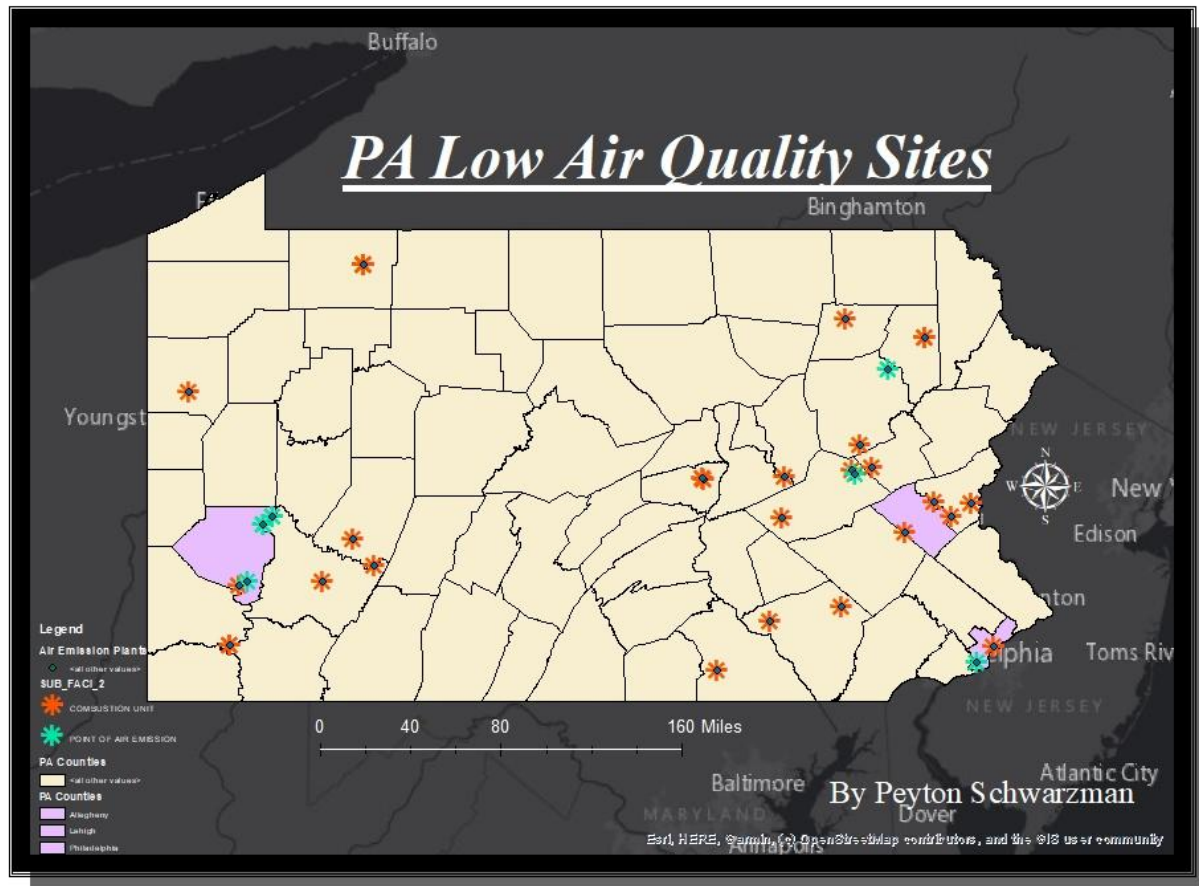 Buffalo
PA Low Air Quality Sites
Binghamton
Youngst
NEW JERSEY
N
W E
S
New
Edison
nton
elphia
Toms Riv
NEW JERSEY
Legend
Air Emission Plants
<all other values>
SUB_FACI_2
COMBUSTION UNIT
POINT OF AIR EMISSION
PA Counties
<all other values>
PA Counties
Allegheny
Lehigh
Philadelphia
0 40 80 160 Miles
Baltimore
Atlantic City
By Peyton Schwarzman
MARYLAND
Dover
Esri, HERE, Garmin, (c) OpenStreetMap contributors, and the GIS user community
Annapolis